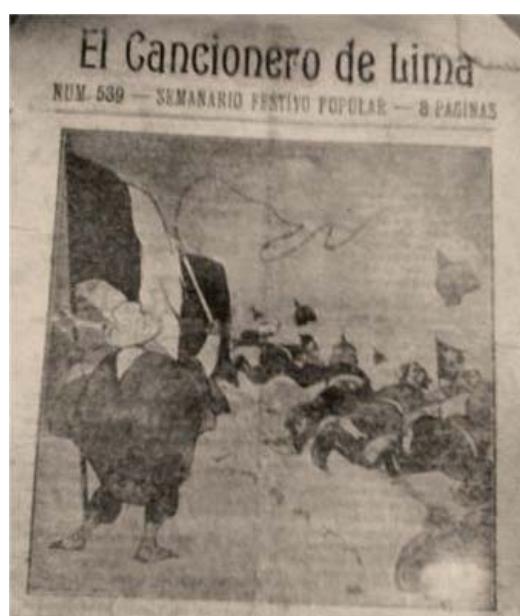 El Cancionero de Lima
NUM. 539 — SEMANARIO FESTIVO POPULAR — 8 PAGINAS